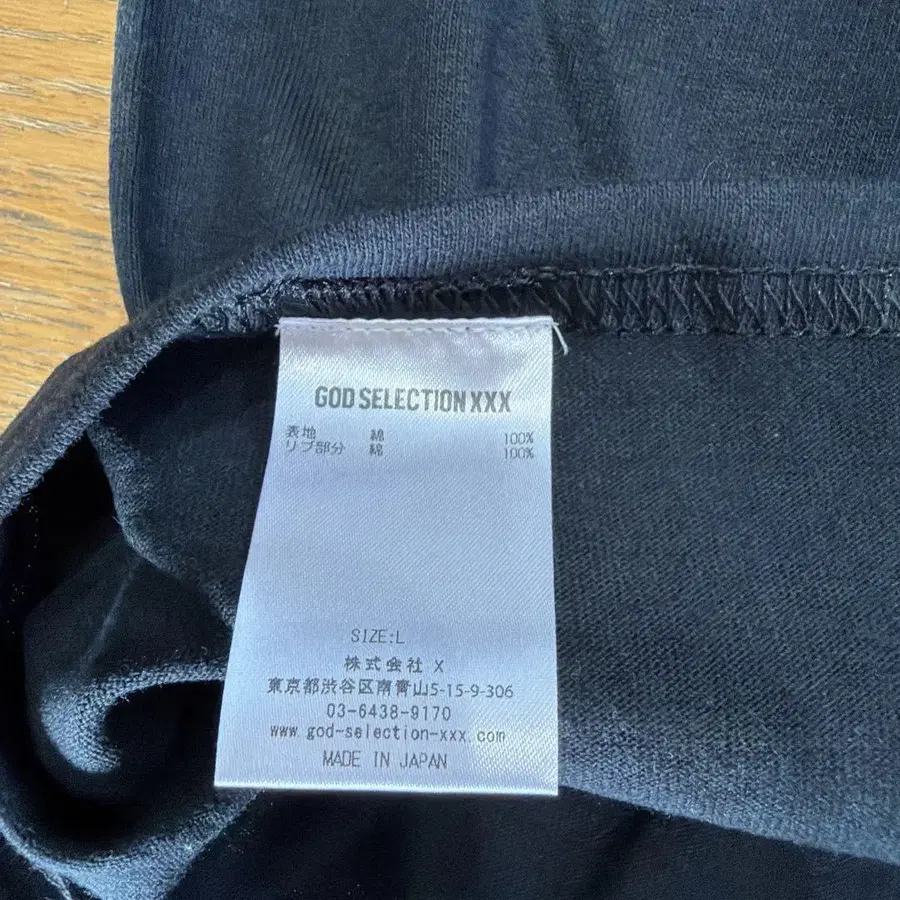 GOD SELECTION XXX
表地 綿 100%
リブ部分 綿 100%
SIZE:L
株式会社 X
東京都渋谷区南青山5-15-9-306
03-6438-9170
www.god-selection-xxx.com
MADE IN JAPAN